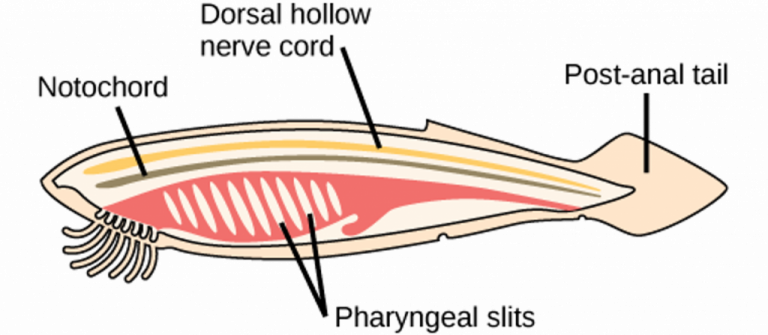 Dorsal hollow
nerve cord
Notochord
Post-anal tail
Pharyngeal slits